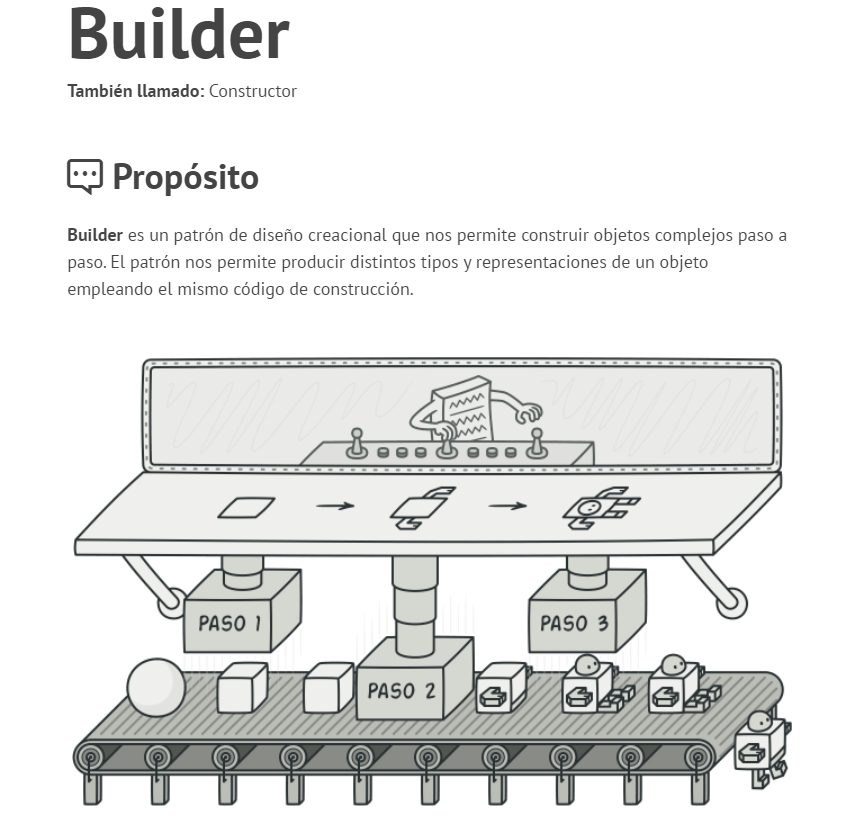 Builder
También llamado: Constructor
Propósito
Builder es un patrón de diseño creacional que nos permite construir objetos complejos paso a
paso. El patrón nos permite producir distintos tipos y representaciones de un objeto
empleando el mismo código de construcción.
PASO 1
PASO 3
PASO 2